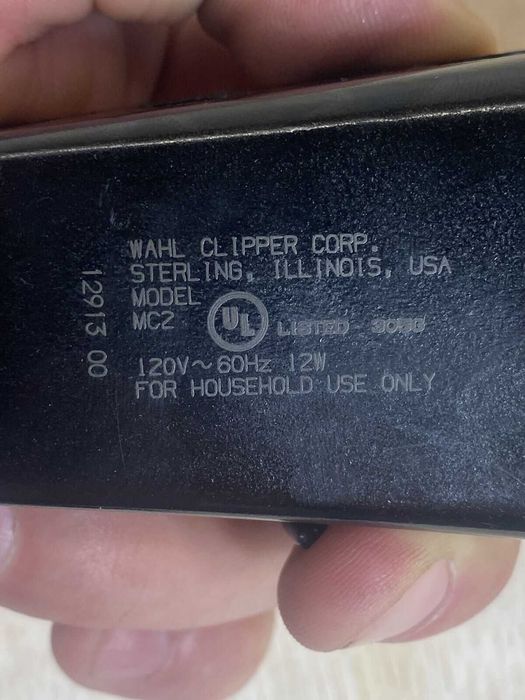 WAHL CLIPPER CORP.
STERLING, ILLINOIS, USA
MODEL
MC2
UL
LISTED
120V~60Hz 12W
FOR HOUSEHOLD USE ONLY
12913 00